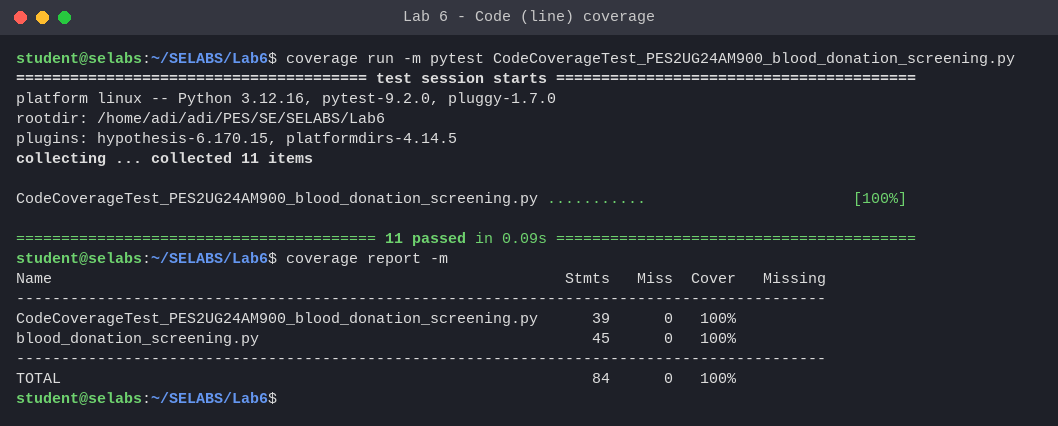 Lab 6 - Code (line) coverage
student@selabs:~/SELABS/Lab6$ coverage run -m pytest CodeCoverageTest_PES2UG24AM900_blood_donation_screening.py
======================================= test session starts ========================================
platform linux -- Python 3.12.16, pytest-9.2.0, pluggy-1.7.0
rootdir: /home/adi/adi/PES/SE/SELABS/Lab6
plugins: hypothesis-6.170.15, platformdirs-4.14.5
collecting ... collected 11 items
CodeCoverageTest_PES2UG24AM900_blood_donation_screening.py ...........                       [100%]
======================================== 11 passed in 0.09s ========================================
student@selabs:~/SELABS/Lab6$ coverage report -m
Name                                                         Stmts   Miss  Cover   Missing
------------------------------------------------------------------------------------------
CodeCoverageTest_PES2UG24AM900_blood_donation_screening.py      39      0   100%
blood_donation_screening.py                                     45      0   100%
------------------------------------------------------------------------------------------
TOTAL                                                           84      0   100%
student@selabs:~/SELABS/Lab6$